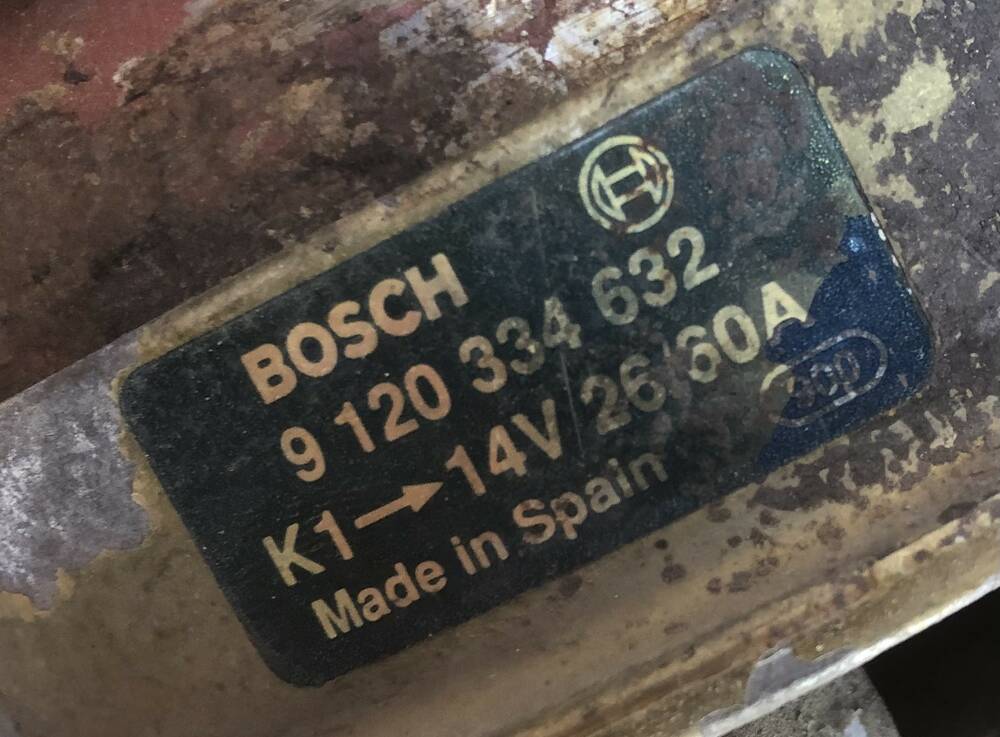 BOSCH
9 120 334 632
K1→14V 26/60A
Made in Spain